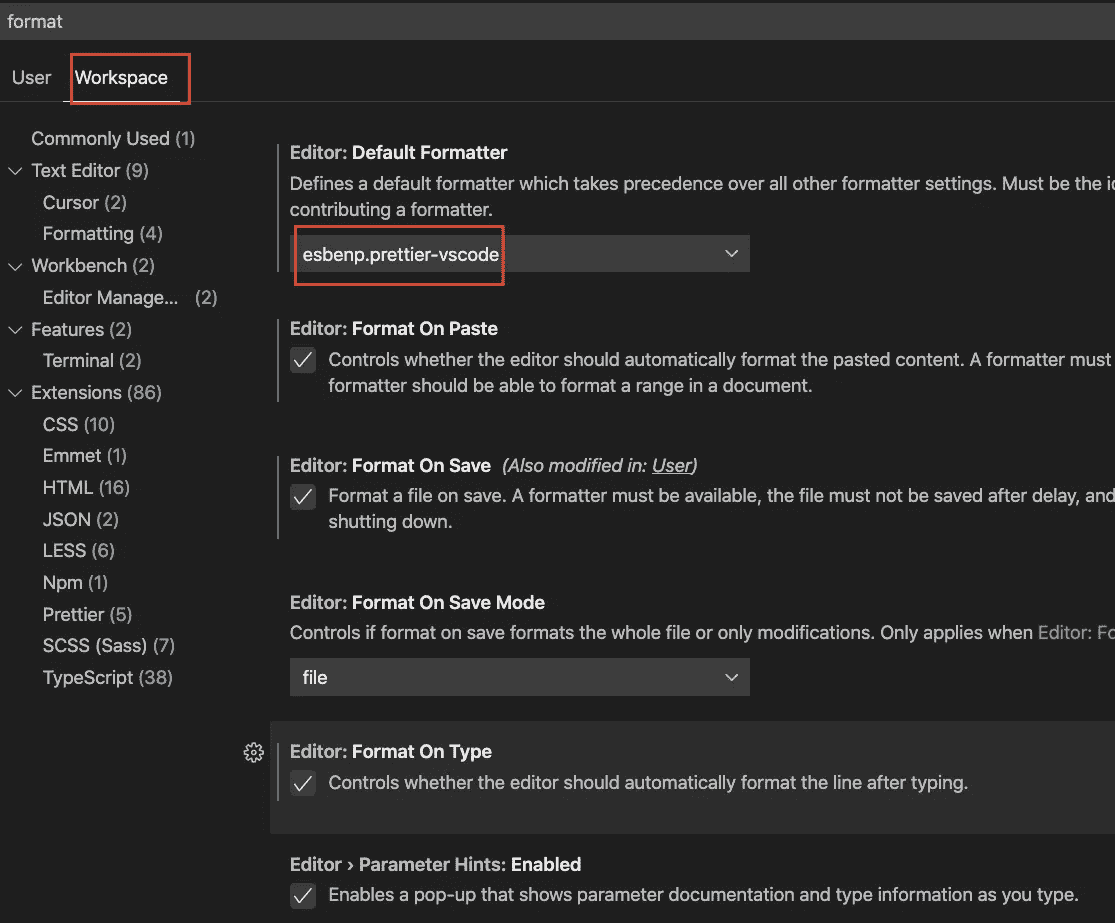 format
User Workspace
Commonly Used (1)
Text Editor (9)
Cursor (2)
Formatting (4)
Workbench (2)
Editor Manage... (2)
Features (2)
Terminal (2)
Extensions (86)
CSS (10)
Emmet (1)
HTML (16)
JSON (2)
LESS (6)
Npm (1)
Prettier (5)
SCSS (Sass) (7)
TypeScript (38)
Editor: Default Formatter
Defines a default formatter which takes precedence over all other formatter settings. Must be the
contributing a formatter.
esbenp.prettier-vscode
Editor: Format On Paste
Controls whether the editor should automatically format the pasted content. A formatter must
formatter should be able to format a range in a document.
Editor: Format On Save (Also modified in: User)
Format a file on save. A formatter must be available, the file must not be saved after delay, and
shutting down.
Editor: Format On Save Mode
Controls if format on save formats the whole file or only modifications. Only applies when Editor: Fo
file
Editor: Format On Type
Controls whether the editor should automatically format the line after typing.
Editor › Parameter Hints: Enabled
Enables a pop-up that shows parameter documentation and type information as you type.